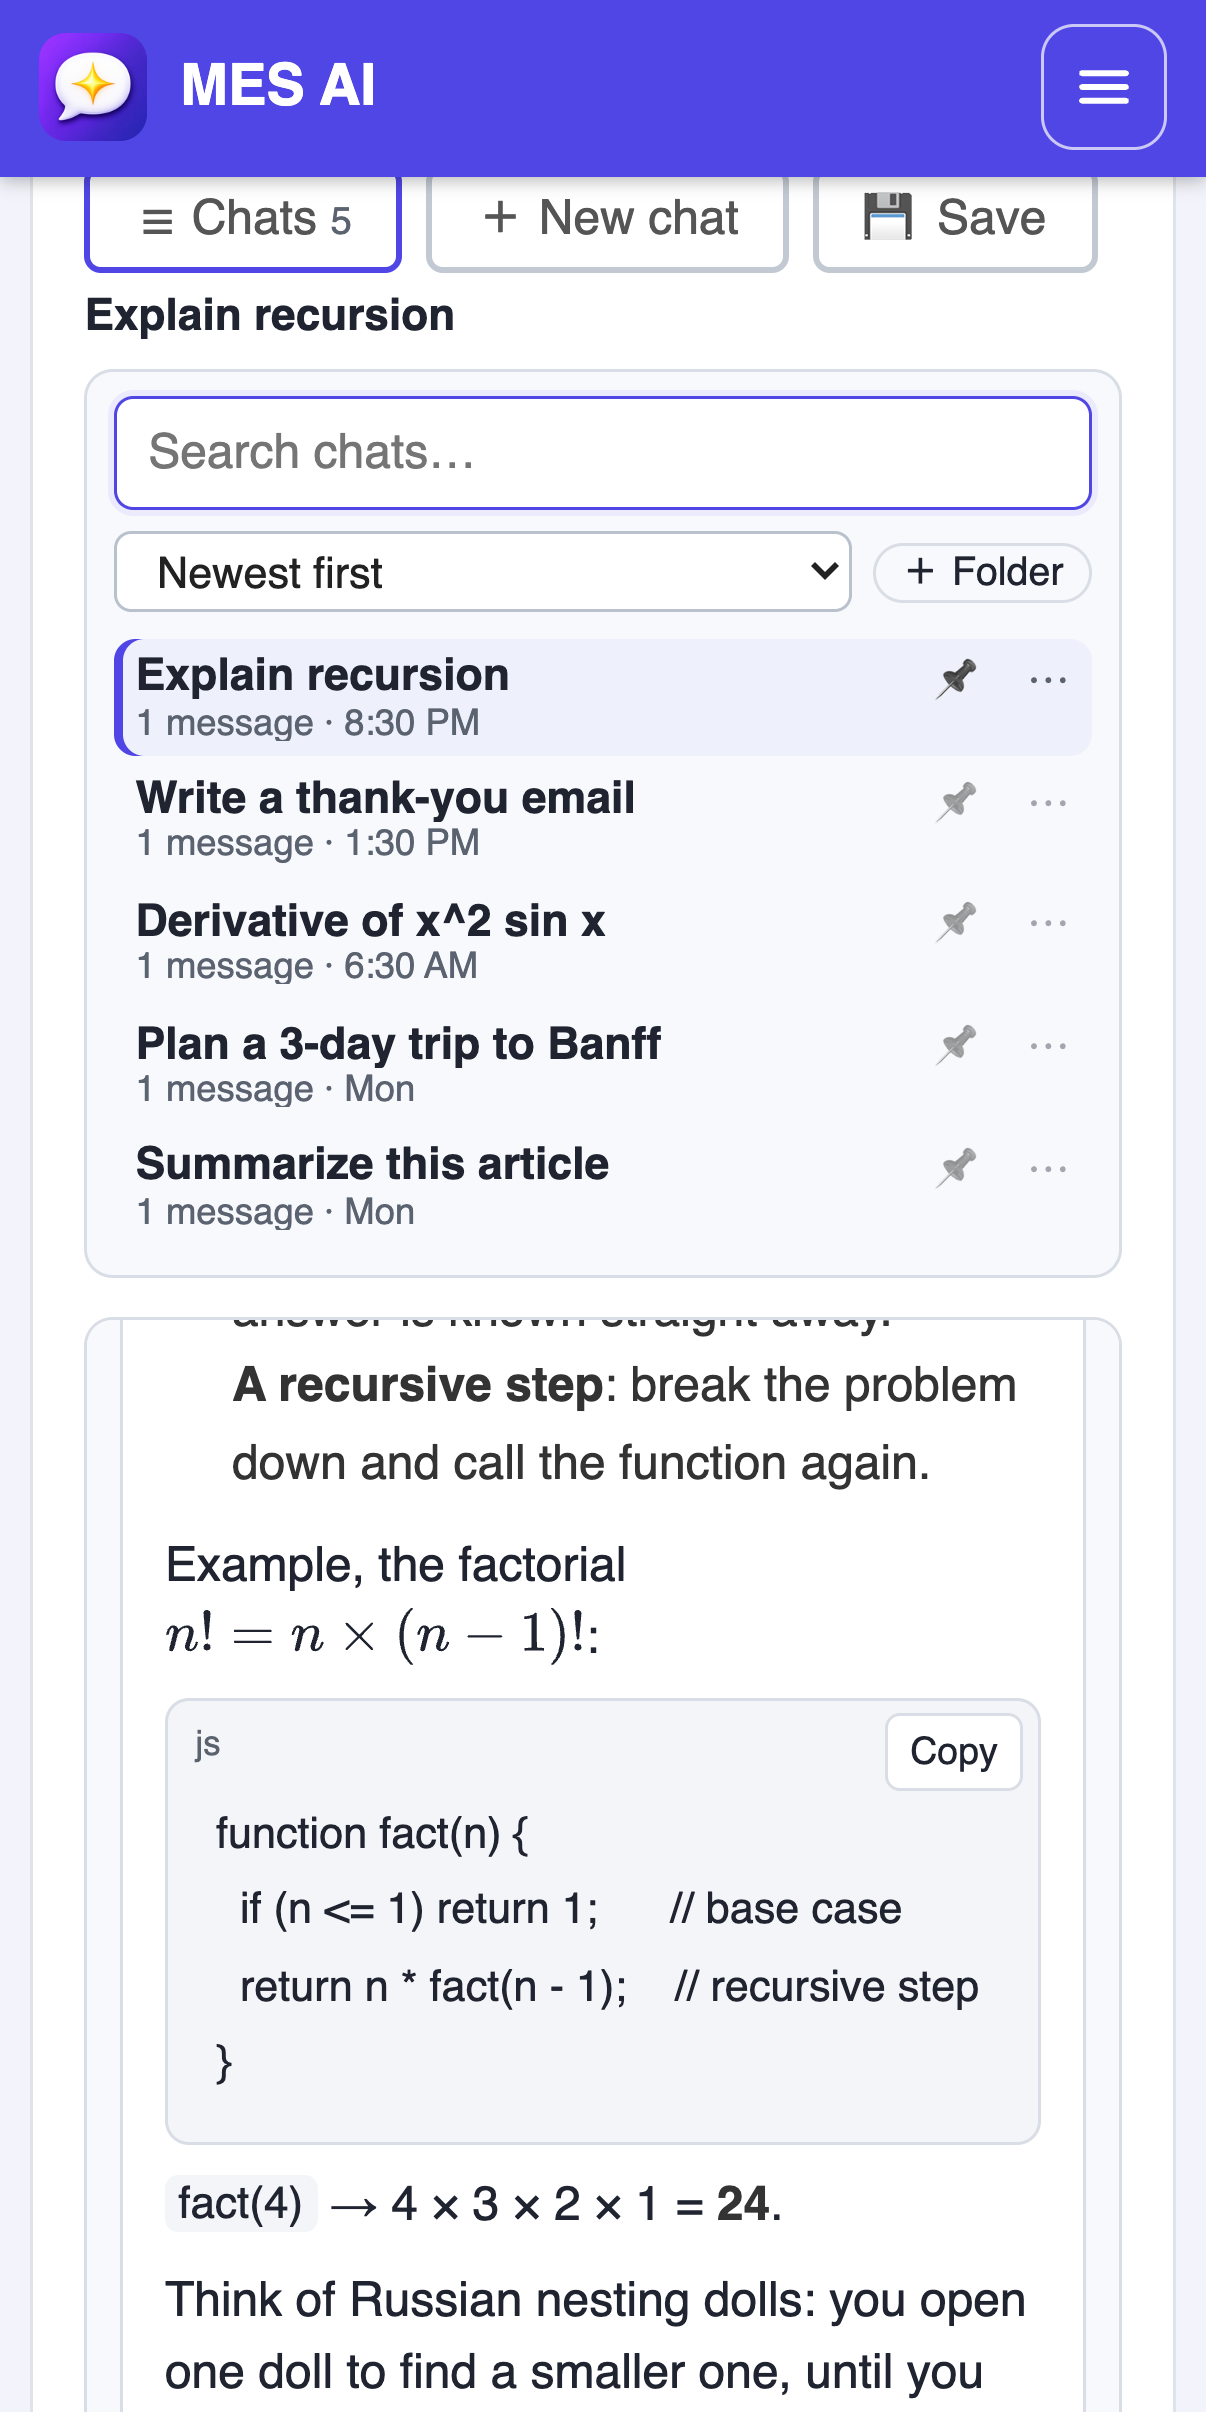 MES AI
≡ Chats 5
+ New chat
💾 Save
Explain recursion
Search chats…
Newest first
+ Folder
Explain recursion
1 message · 8:30 PM
Write a thank-you email
1 message · 1:30 PM
Derivative of x^2 sin x
1 message · 6:30 AM
Plan a 3-day trip to Banff
1 message · Mon
Summarize this article
1 message · Mon
answer is known straight away.
A recursive step: break the problem
down and call the function again.
Example, the factorial
n! = n × (n − 1)!:
js
Copy
function fact(n) {
  if (n <= 1) return 1;      // base case
  return n * fact(n - 1);    // recursive step
}
fact(4) → 4 × 3 × 2 × 1 = 24.
Think of Russian nesting dolls: you open
one doll to find a smaller one, until you